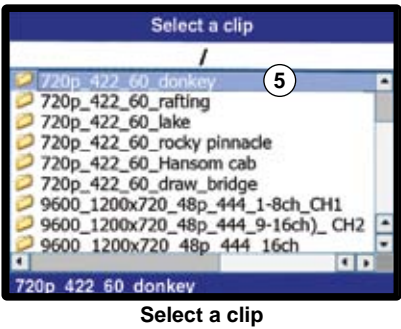 Select a clip
/
720p_422_60_donkey
5
720p_422_60_rafting
720p_422_60_lake
720p_422_60_rocky pinnacle
720p_422_60_Hansom cab
720p_422_60_draw_bridge
9600_1200x720_48p_444_1-8ch_CH1
9600_1200x720_48p_444_9-16ch)_ CH2
9600_1200x720_48p_444_16ch
720p_422_60_donkey
Select a clip